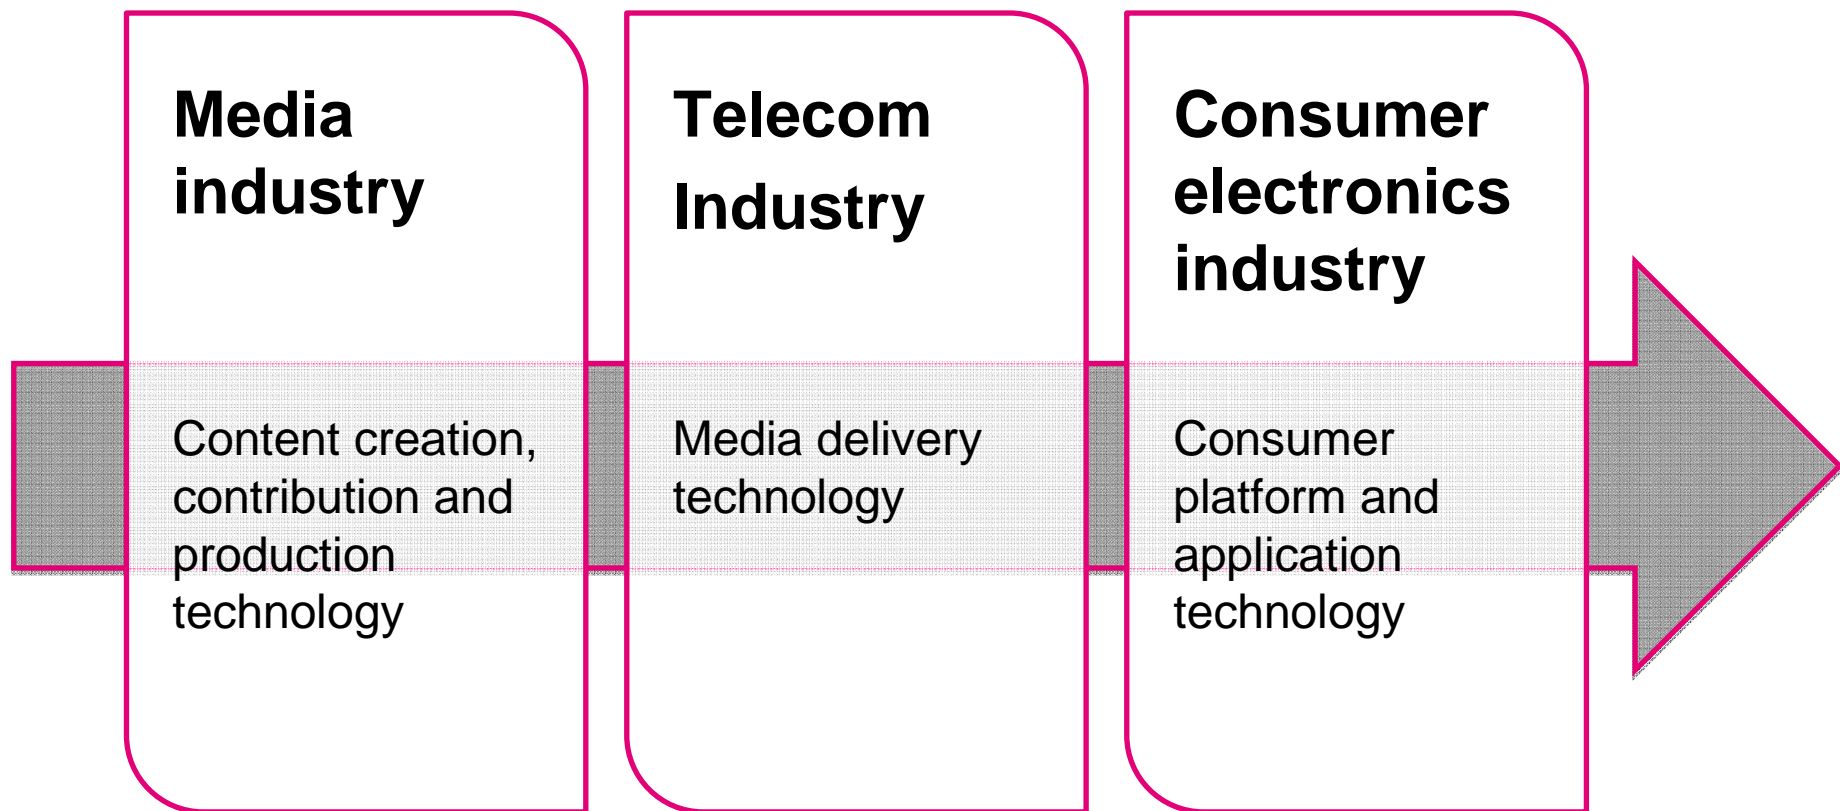 Media
industry
Content creation,
contribution and
production
technology
Telecom
Industry
Media delivery
technology
Consumer
electronics
industry
Consumer
platform and
application
technology